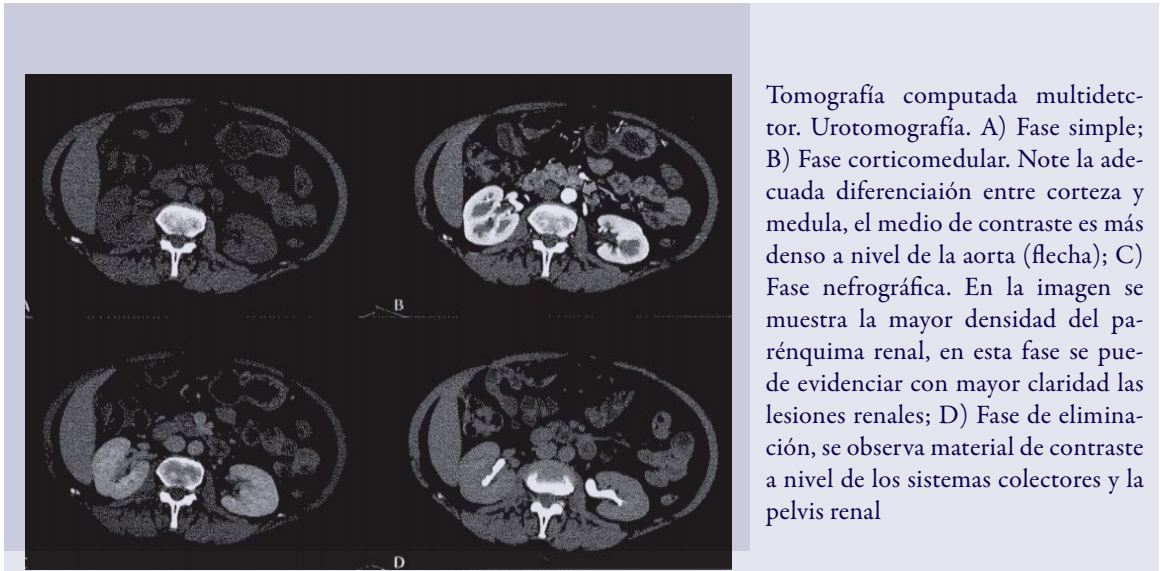 A
B
D
Tomografía computada multidetc-
tor. Urotomografía. A) Fase simple;
B) Fase corticomedular. Note la ade-
cuada diferenciaión entre corteza y
medula, el medio de contraste es más
denso a nivel de la aorta (flecha); C)
Fase nefrográfica. En la imagen se
muestra la mayor densidad del pa-
rénquima renal, en esta fase se pue-
de evidenciar con mayor claridad las
lesiones renales; D) Fase de elimina-
ción, se observa material de contraste
a nivel de los sistemas colectores y la
pelvis renal